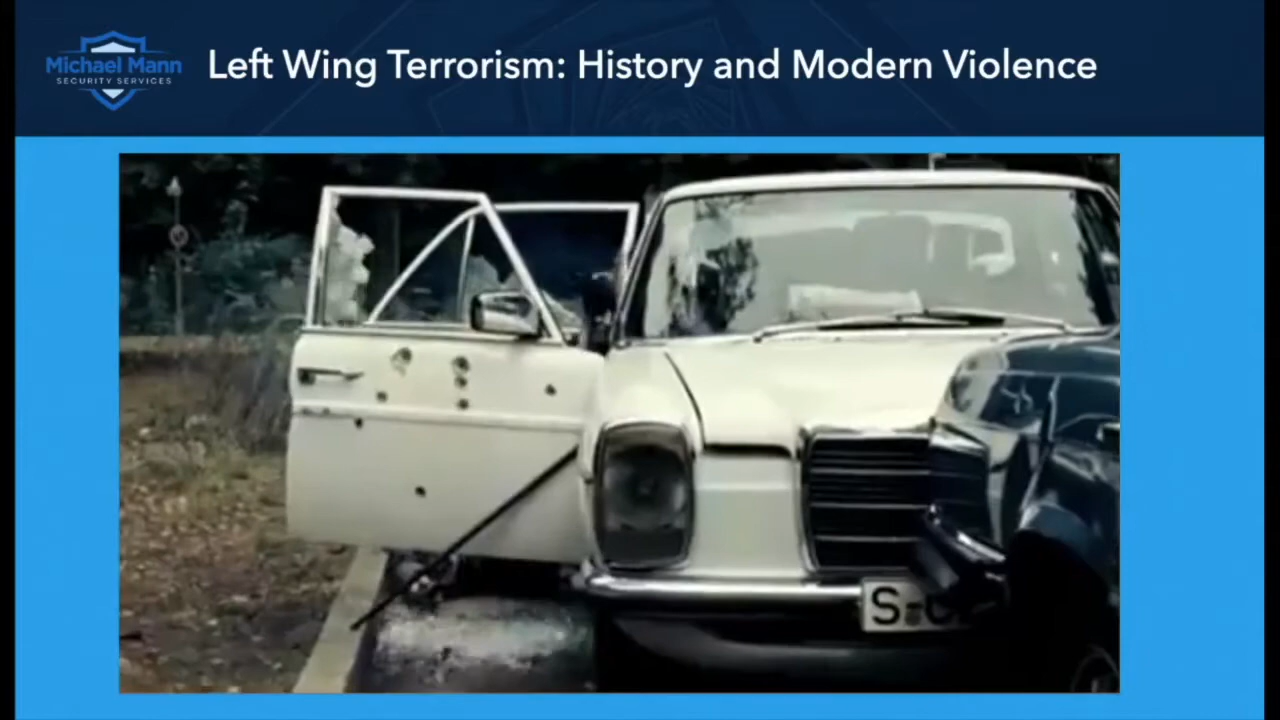 Michael Mann
SECURITY SERVICES
Left Wing Terrorism: History and Modern Violence
S